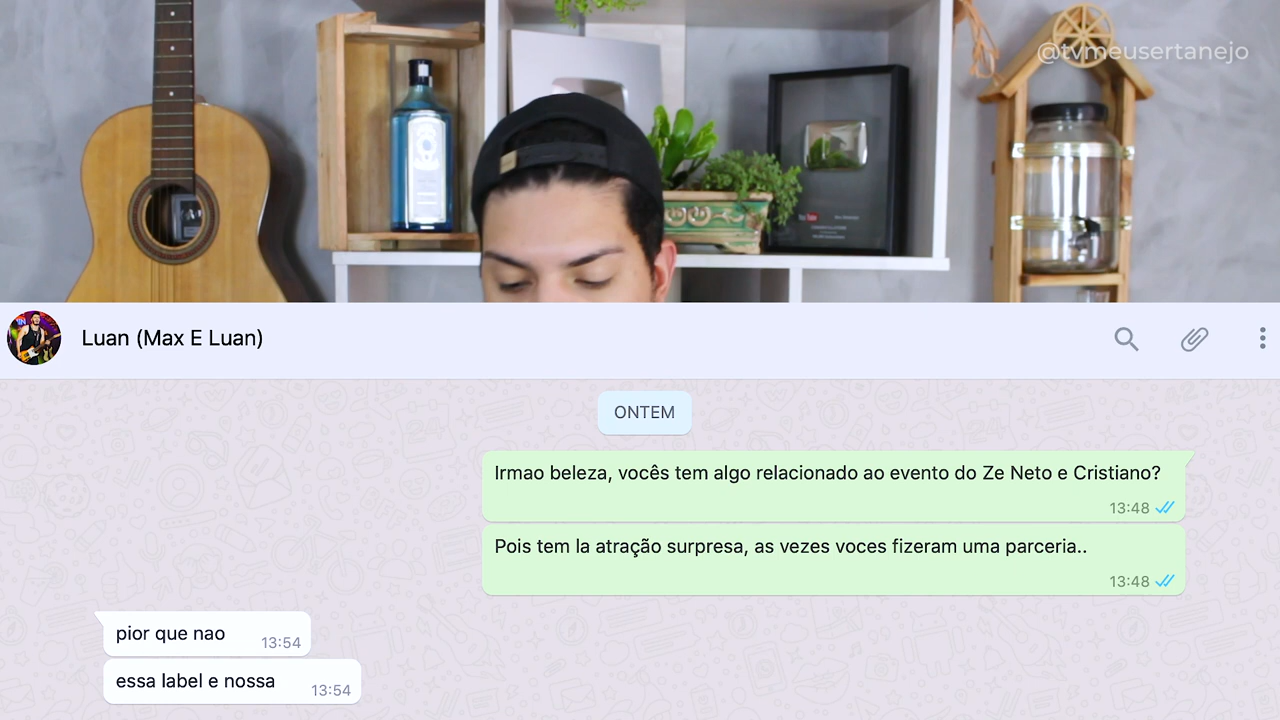 @tvmeusertanejo
Luan (Max E Luan)
ONTEM
Irmao beleza, vocês tem algo relacionado ao evento do Ze Neto e Cristiano?
13:48
Pois tem la atração surpresa, as vezes voces fizeram uma parceria..
13:48
pior que nao 13:54
essa label e nossa 13:54